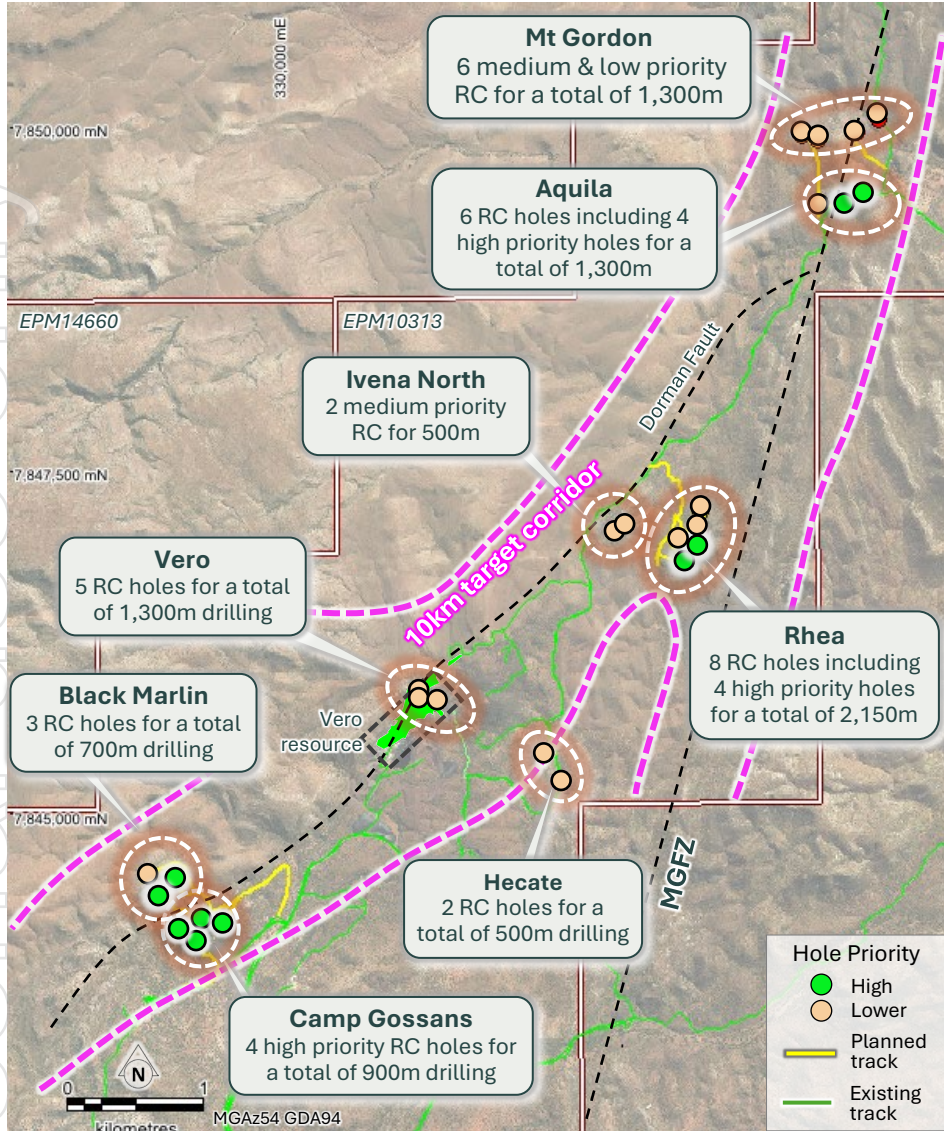 330,000 mE
Mt Gordon
6 medium & low priority
RC for a total of 1,300m
7,850,000 mN
Aquila
6 RC holes including 4
high priority holes for a
total of 1,300m
EPM14660
EPM10313
Dorman Fault
Ivena North
2 medium priority
RC for 500m
7,847,500 mN
10km target corridor
Vero
5 RC holes for a total
of 1,300m drilling
Rhea
8 RC holes including
4 high priority holes
for a total of 2,150m
Black Marlin
3 RC holes for a total
of 700m drilling
Vero
resource
7,845,000 mN
MGFZ
Hecate
2 RC holes for a
total of 500m drilling
Camp Gossans
4 high priority RC holes for
a total of 900m drilling
Hole Priority
High
Lower
Planned
track
Existing
track
N
0 1
kilometres
MGAz54 GDA94